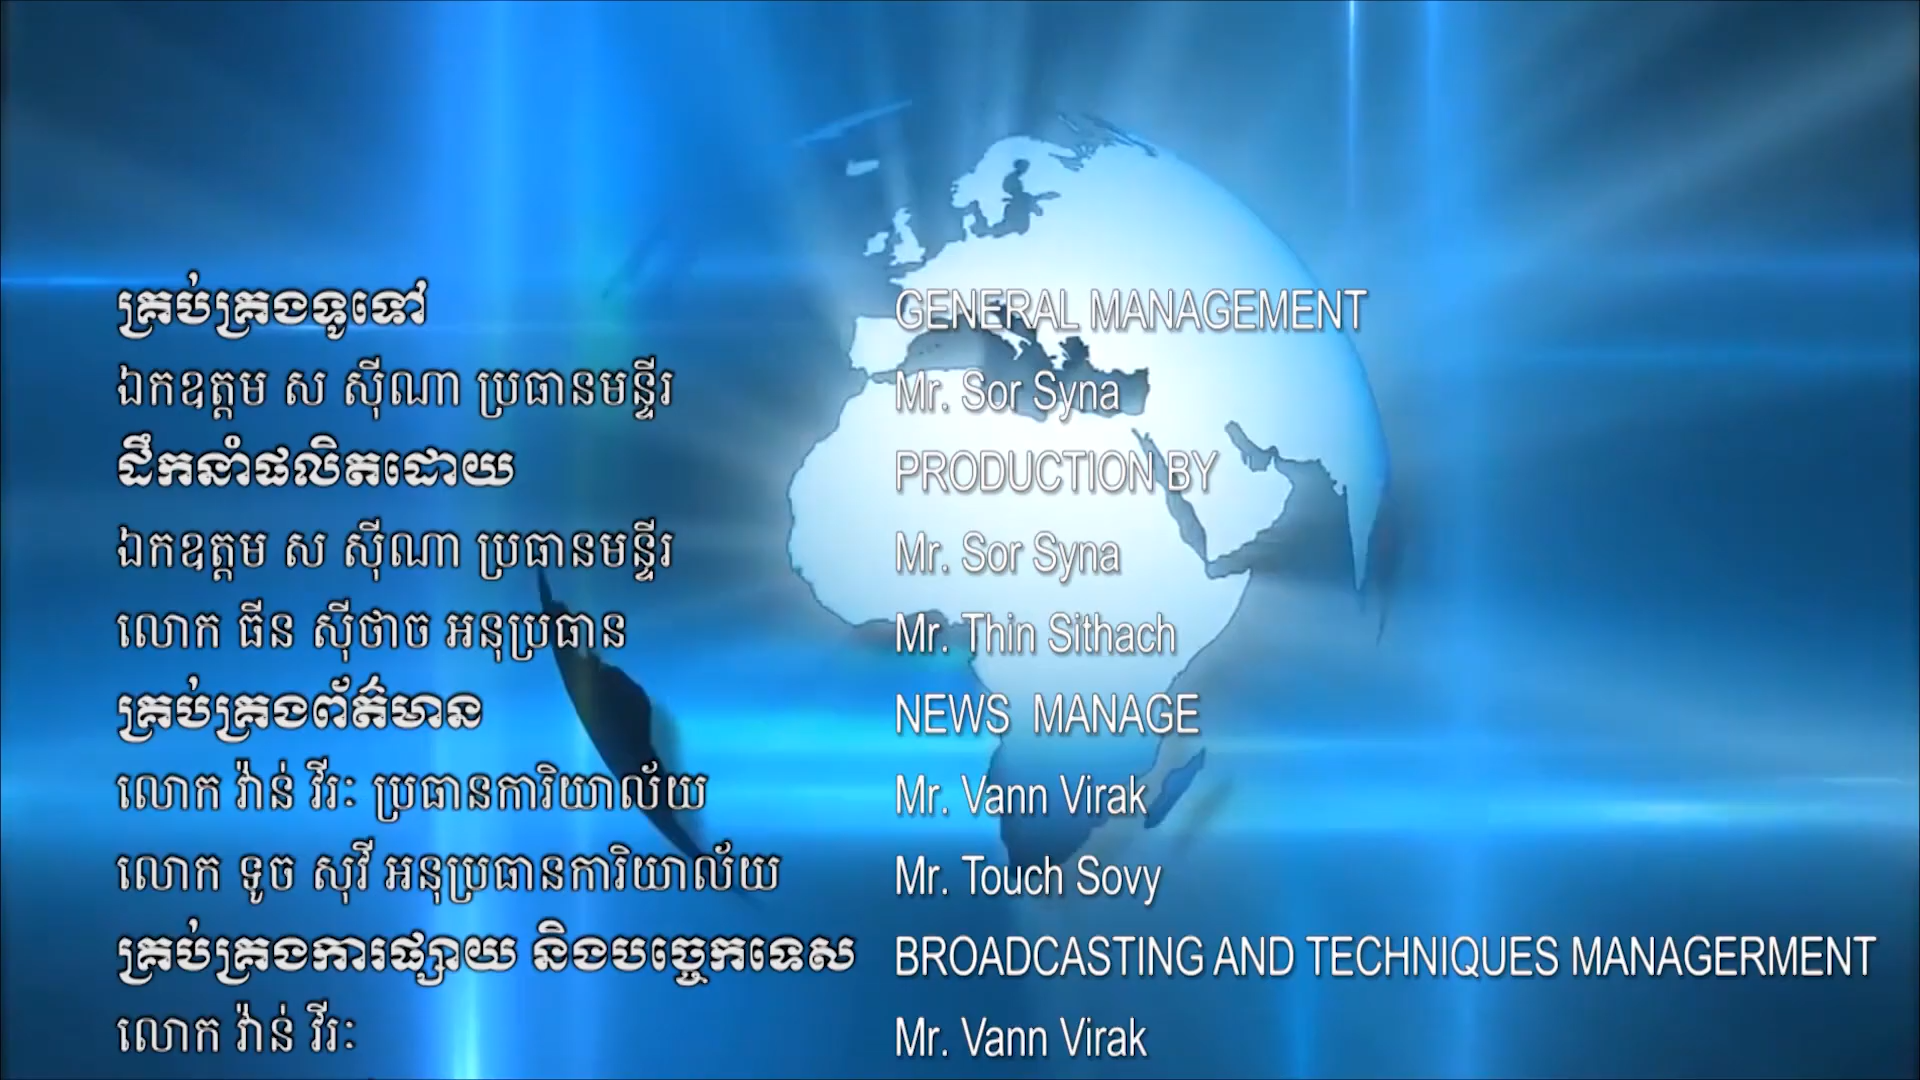 គ្រប់គ្រងទូទៅ GENERAL MANAGEMENT
ឯកឧត្តម ស ស៊ីណា ប្រធានមន្ទីរ Mr. Sor Syna
ដឹកនាំផលិតដោយ PRODUCTION BY
ឯកឧត្តម ស ស៊ីណា ប្រធានមន្ទីរ Mr. Sor Syna
លោក ធីន ស៊ីថាច អនុប្រធាន Mr. Thin Sithach
គ្រប់គ្រងព័ត៌មាន NEWS MANAGE
លោក វ៉ាន់ វីរៈ ប្រធានការិយាល័យ Mr. Vann Virak
លោក ទូច សុវី អនុប្រធានការិយាល័យ Mr. Touch Sovy
គ្រប់គ្រងការផ្សាយ និងបច្ចេកទេស BROADCASTING AND TECHNIQUES MANAGERMENT
លោក វ៉ាន់ វីរៈ Mr. Vann Virak